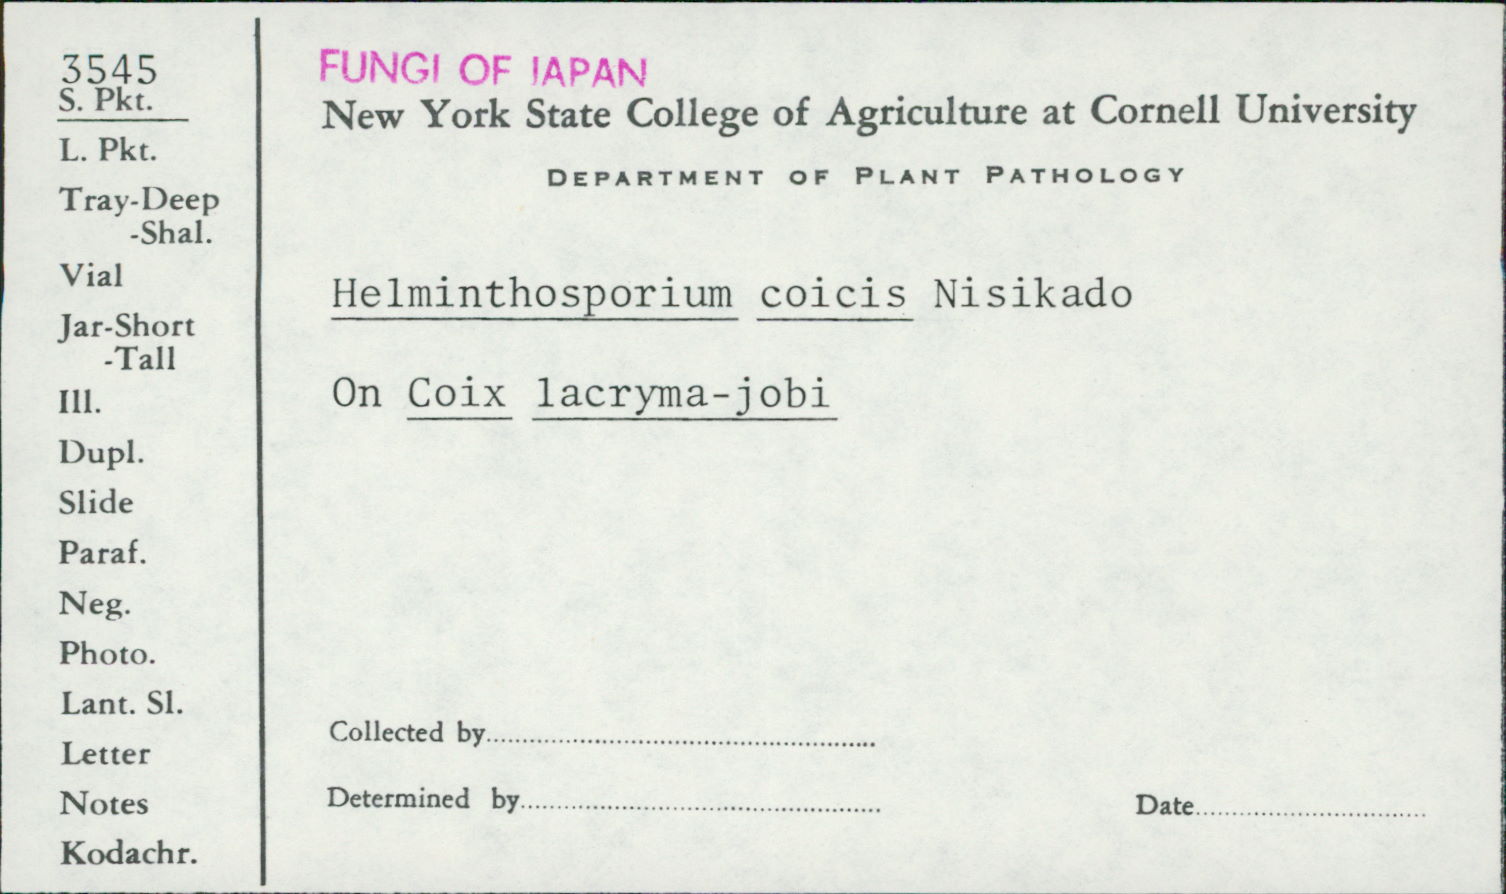 3545
S. Pkt.
L. Pkt.
Tray-Deep
-Shal.
Vial
Jar-Short
-Tall
Ill.
Dupl.
Slide
Paraf.
Neg.
Photo.
Lant. Sl.
Letter
Notes
Kodachr.
FUNGI OF JAPAN
New York State College of Agriculture at Cornell University
DEPARTMENT OF PLANT PATHOLOGY
Helminthosporium coicis Nisikado
On Coix lacryma-jobi
Collected by
Determined by
Date